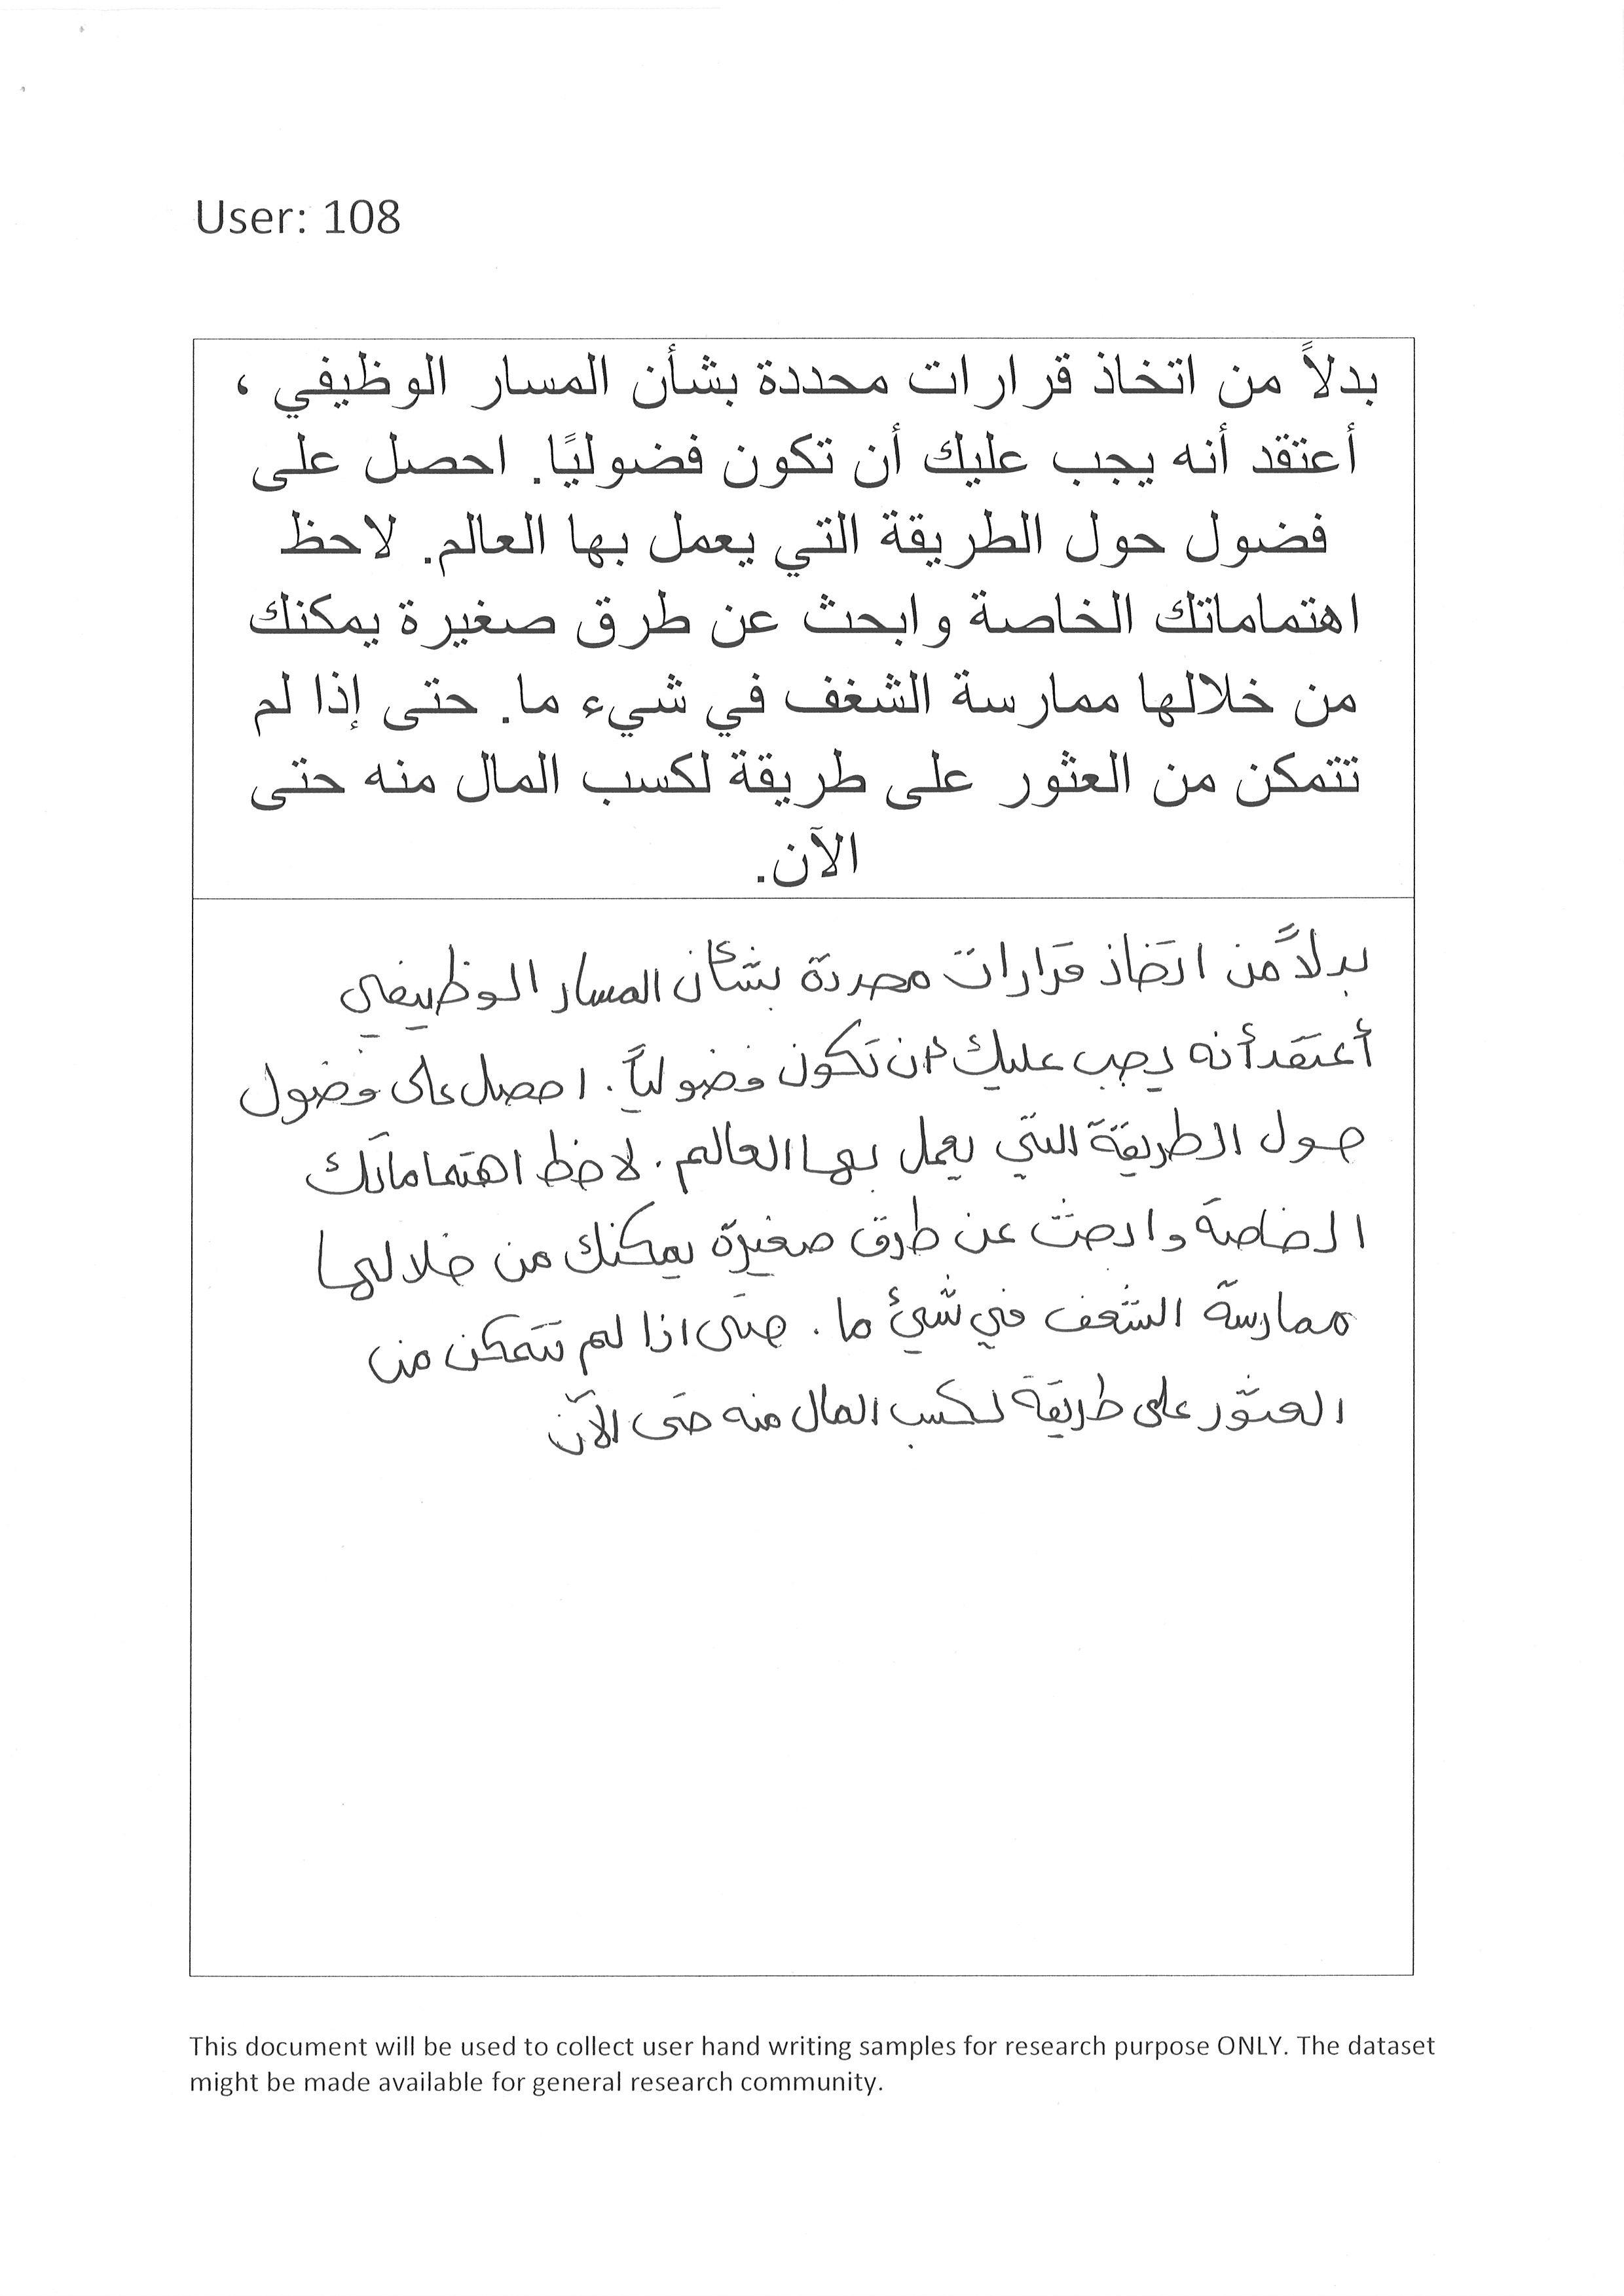 User: 108
بدلاً من اتخاذ قرارات محددة بشأن المسار الوظيفي ،
أعتقد أنه يجب عليك أن تكون فضوليًا. احصل على
فضول حول الطريقة التي يعمل بها العالم. لاحظ
اهتماماتك الخاصة وابحث عن طرق صغيرة يمكنك
من خلالها ممارسة الشغف في شيء ما. حتى إذا لم
تتمكن من العثور على طريقة لكسب المال منه حتى
الآن.
بدلاً من اتخاذ قرارات محددة بشأن المسار الوظيفي
أعتقد أنه يجب عليك أن تكون فضولياً. احصل على فضول
حول الطريقة التي يعمل بها العالم. لاحظ اهتماماتك
الخاصة وابحث عن طرق صغيرة يمكنك من خلالها
ممارسة الشغف في شيئ ما. حتى اذا لم تتمكن من
العثور على طريقة لكسب المال منه حتى الآن
This document will be used to collect user hand writing samples for research purpose ONLY. The dataset
might be made available for general research community.